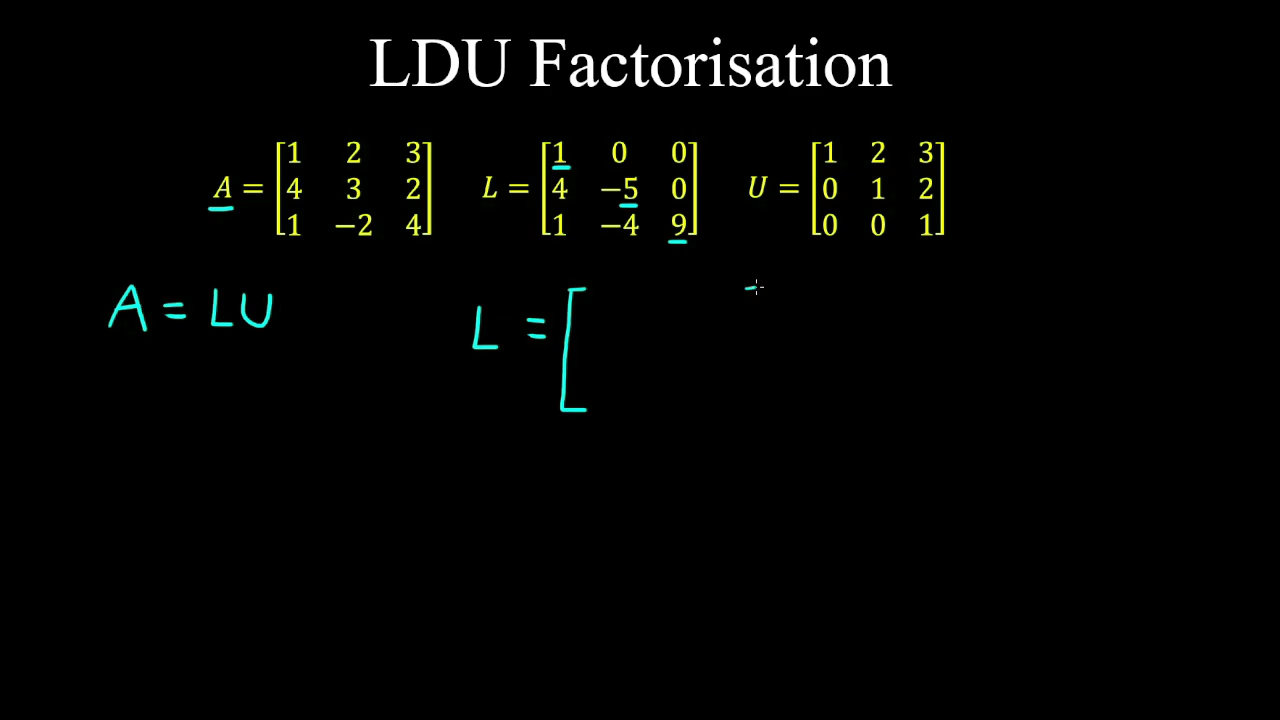 LDU Factorisation
A = [1 2 3 L = [1 0 0 U = [1 2 3
4 3 2 4 −5 0 0 1 2
1 −2 4] 1 −4 9] 0 0 1]
A = LU L = [